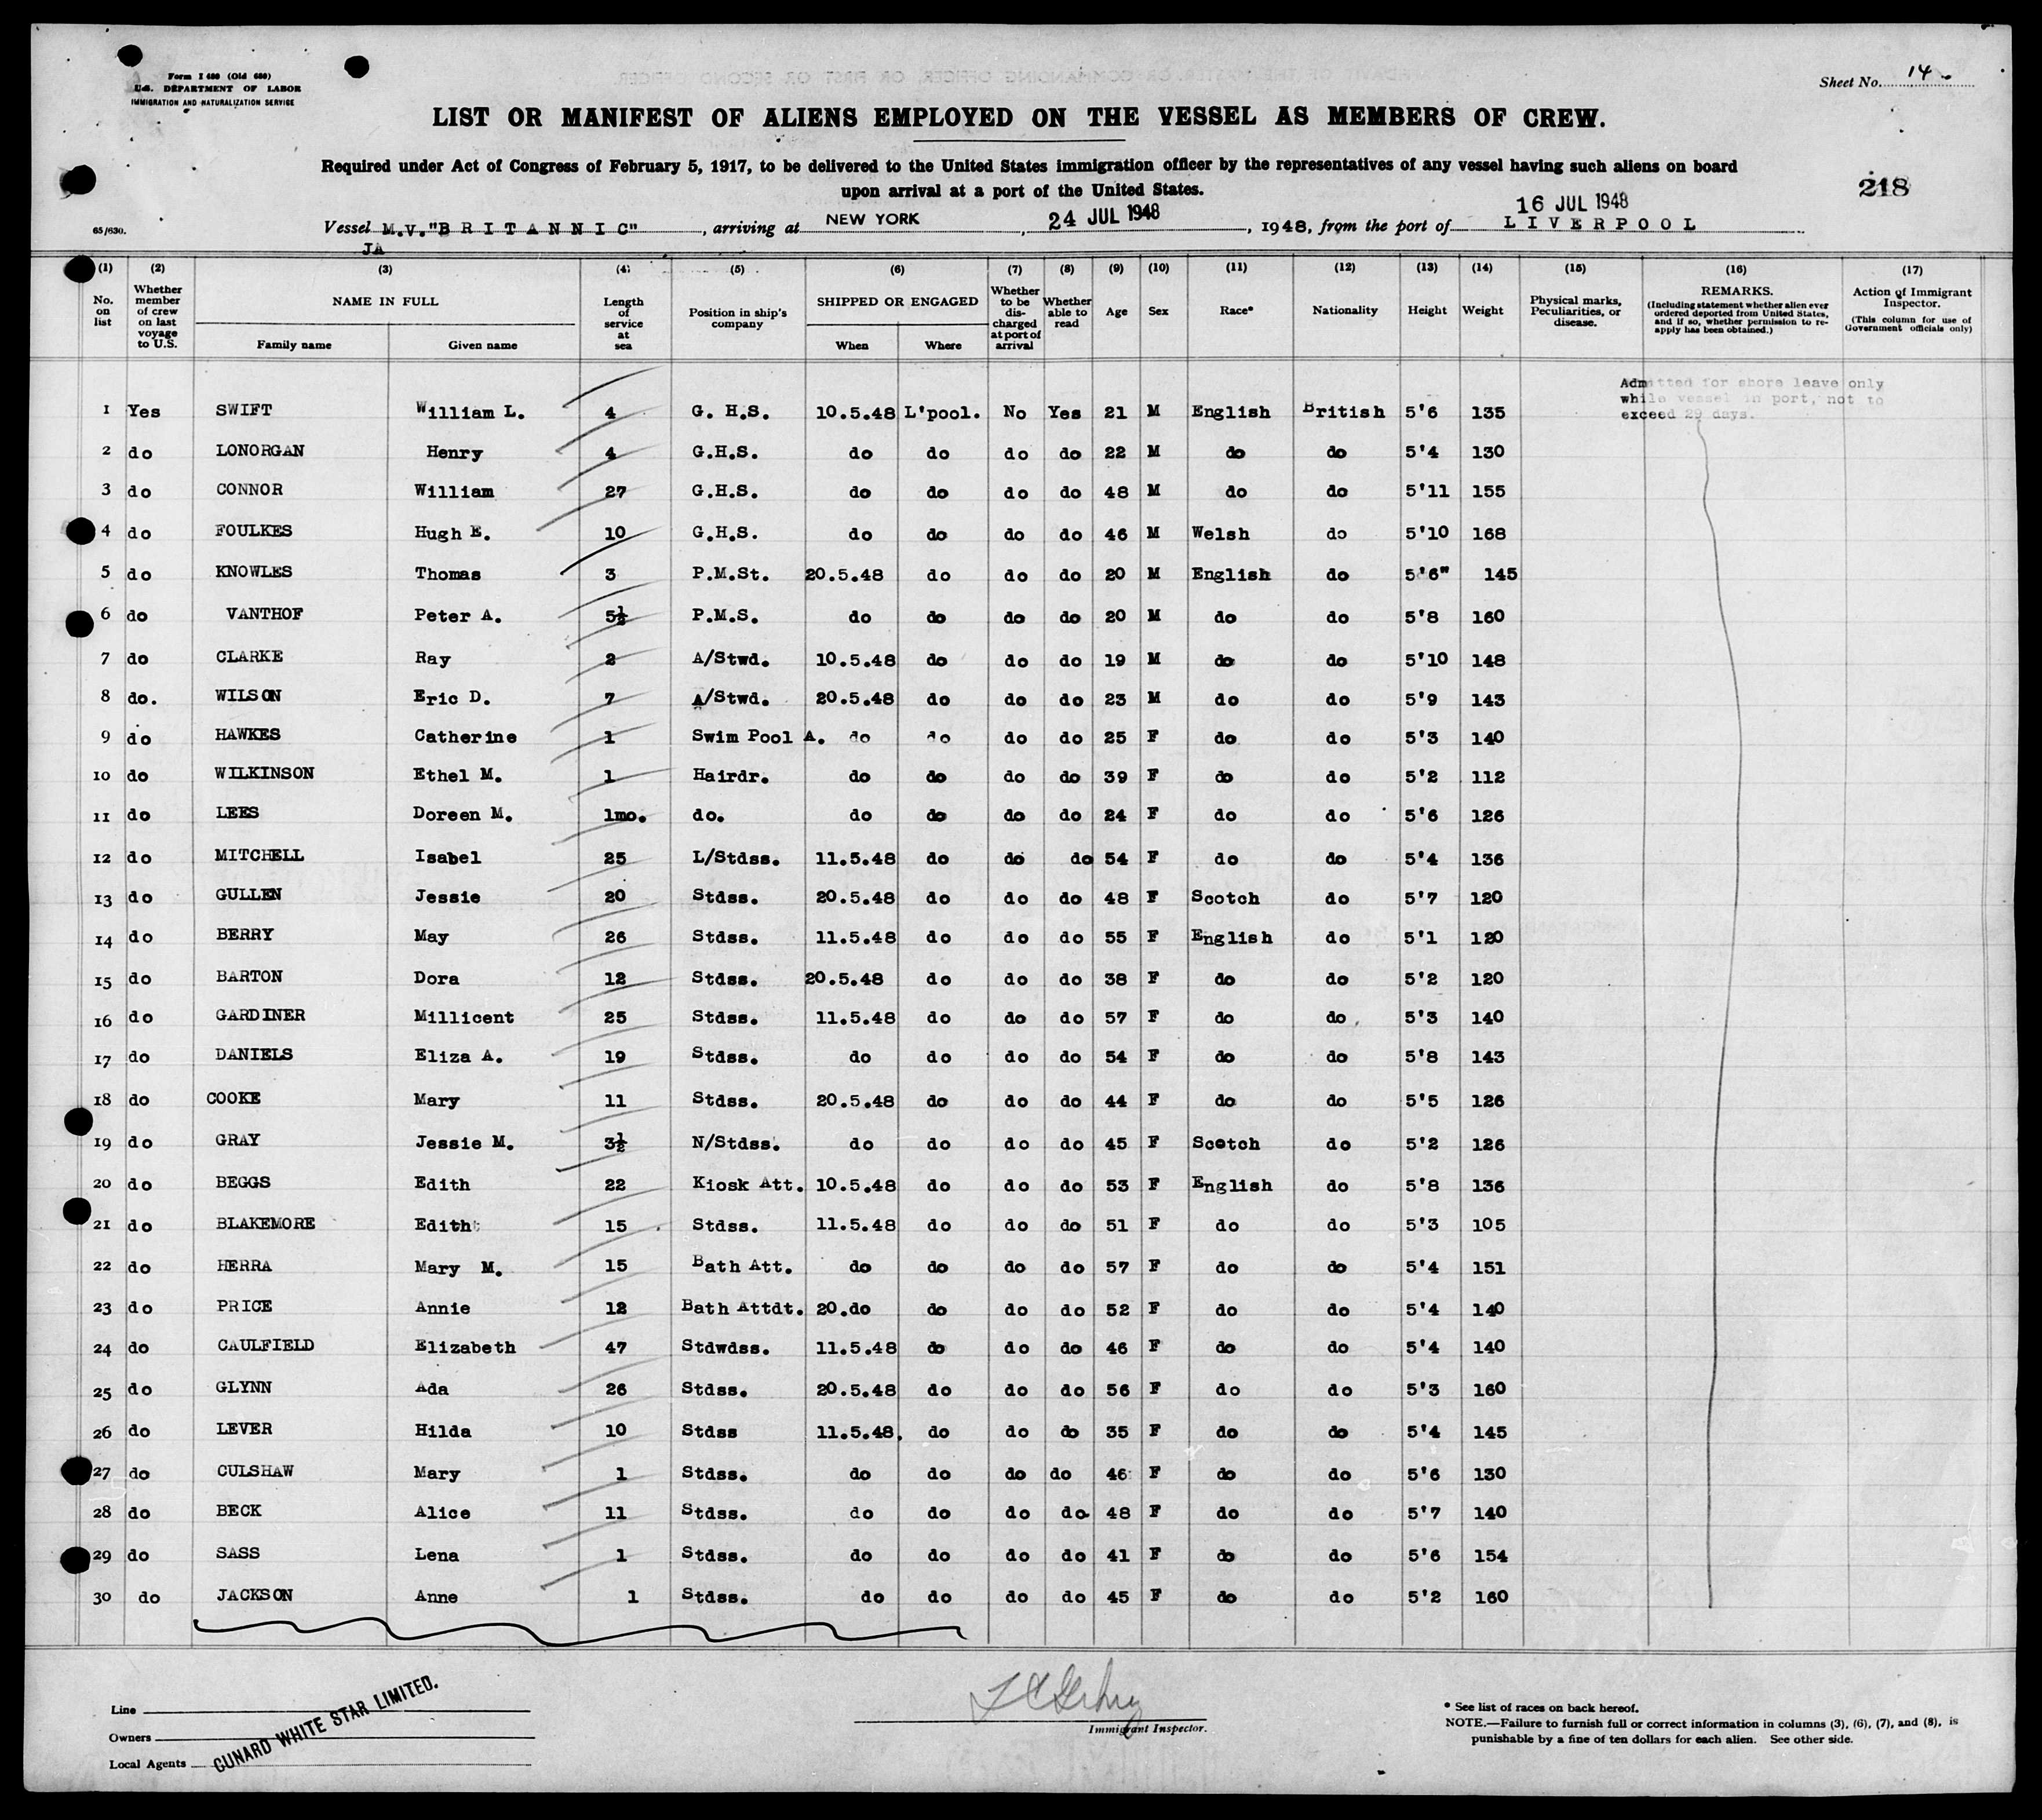 Form I 480 (Old 680)
U.S. DEPARTMENT OF LABOR
IMMIGRATION AND NATURALIZATION SERVICE
Sheet No. 14
LIST OR MANIFEST OF ALIENS EMPLOYED ON THE VESSEL AS MEMBERS OF CREW.
Required under Act of Congress of February 5, 1917, to be delivered to the United States immigration officer by the representatives of any vessel having such aliens on board
upon arrival at a port of the United States.
218
65/630.
Vessel M.V."BRITANNIC", arriving at NEW YORK, 24 JUL 1948, 1948, from the port of 16 JUL 1948 LIVERPOOL
JA
(1) (2) (3) (4) (5) (6) (7) (8) (9) (10) (11) (12) (13) (14) (15) (16) (17)
No. on list
Whether member of crew on last voyage to U.S.
NAME IN FULL
Family name Given name
Length of service at sea
Position in ship's company
SHIPPED OR ENGAGED
When Where
Whether to be discharged at port of arrival
Whether able to read
Age Sex Race* Nationality Height Weight
Physical marks, Peculiarities, or disease.
REMARKS.
(Including statement whether alien ever ordered deported from United States, and if so, whether permission to reapply has been obtained.)
Action of Immigrant Inspector.
(This column for use of Government officials only)
Admitted for shore leave only
while vessel in port, not to
exceed 29 days.
1 Yes SWIFT William L. 4 G. H.S. 10.5.48 L'pool. No Yes 21 M English British 5'6 135
2 do LONORGAN Henry 4 G.H.S. do do do do 22 M do do 5'4 130
3 do CONNOR William 27 G.H.S. do do do do 48 M do do 5'11 155
4 do FOULKES Hugh E. 10 G.H.S. do do do do 46 M Welsh do 5'10 168
5 do KNOWLES Thomas 3 P.M.St. 20.5.48 do do do 20 M English do 5'6" 145
6 do VANTHOF Peter A. 5½ P.M.S. do do do do 20 M do do 5'8 160
7 do CLARKE Ray 2 A/Stwd. 10.5.48 do do do 19 M do do 5'10 148
8 do. WILSON Eric D. 7 A/Stwd. 20.5.48 do do do 23 M do do 5'9 143
9 do HAWKES Catherine 1 Swim Pool A. do do do do 25 F do do 5'3 140
10 do WILKINSON Ethel M. 1 Hairdr. do do do do 39 F do do 5'2 112
11 do LEES Doreen M. 1mo. do. do do do do 24 F do do 5'6 126
12 do MITCHELL Isabel 25 L/Stdss. 11.5.48 do do do 54 F do do 5'4 136
13 do GULLEN Jessie 20 Stdss. 20.5.48 do do do 48 F Scotch do 5'7 120
14 do BERRY May 26 Stdss. 11.5.48 do do do 55 F English do 5'1 120
15 do BARTON Dora 12 Stdss. 20.5.48 do do do 38 F do do 5'2 120
16 do GARDINER Millicent 25 Stdss. 11.5.48 do do do 57 F do do 5'3 140
17 do DANIELS Eliza A. 19 Stdss. do do do do 54 F do do 5'8 143
18 do COOKE Mary 11 Stdss. 20.5.48 do do do 44 F do do 5'5 126
19 do GRAY Jessie M. 3½ N/Stdss. do do do do 45 F Scotch do 5'2 126
20 do BEGGS Edith 22 Kiosk Att. 10.5.48 do do do 53 F English do 5'8 136
21 do BLAKEMORE Edith 15 Stdss. 11.5.48 do do do 51 F do do 5'3 105
22 do HERRA Mary M. 15 Bath Att. do do do do 57 F do do 5'4 151
23 do PRICE Annie 12 Bath Attdt. 20.do do do do 52 F do do 5'4 140
24 do CAULFIELD Elizabeth 47 Stdwdss. 11.5.48 do do do 46 F do do 5'4 140
25 do GLYNN Ada 26 Stdss. 20.5.48 do do do 56 F do do 5'3 160
26 do LEVER Hilda 10 Stdss 11.5.48. do do do 35 F do do 5'4 145
27 do CULSHAW Mary 1 Stdss. do do do do 46 F do do 5'6 130
28 do BECK Alice 11 Stdss. do do do do 48 F do do 5'7 140
29 do SASS Lena 1 Stdss. do do do do 41 F do do 5'6 154
30 do JACKSON Anne 1 Stdss. do do do do 45 F do do 5'2 160
Line
Owners
Local Agents
CUNARD WHITE STAR LIMITED.
Immigrant Inspector.
* See list of races on back hereof.
NOTE.—Failure to furnish full or correct information in columns (3), (6), (7), and (8), is
punishable by a fine of ten dollars for each alien. See other side.